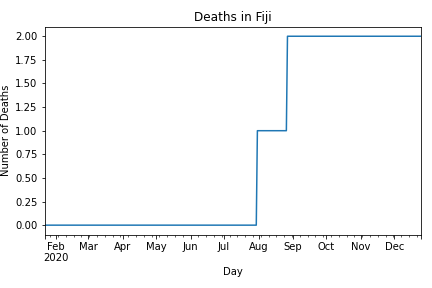 Deaths in Fiji
Number of Deaths
2.00
1.75
1.50
1.25
1.00
0.75
0.50
0.25
0.00
Feb Mar Apr May Jun Jul Aug Sep Oct Nov Dec
2020
Day